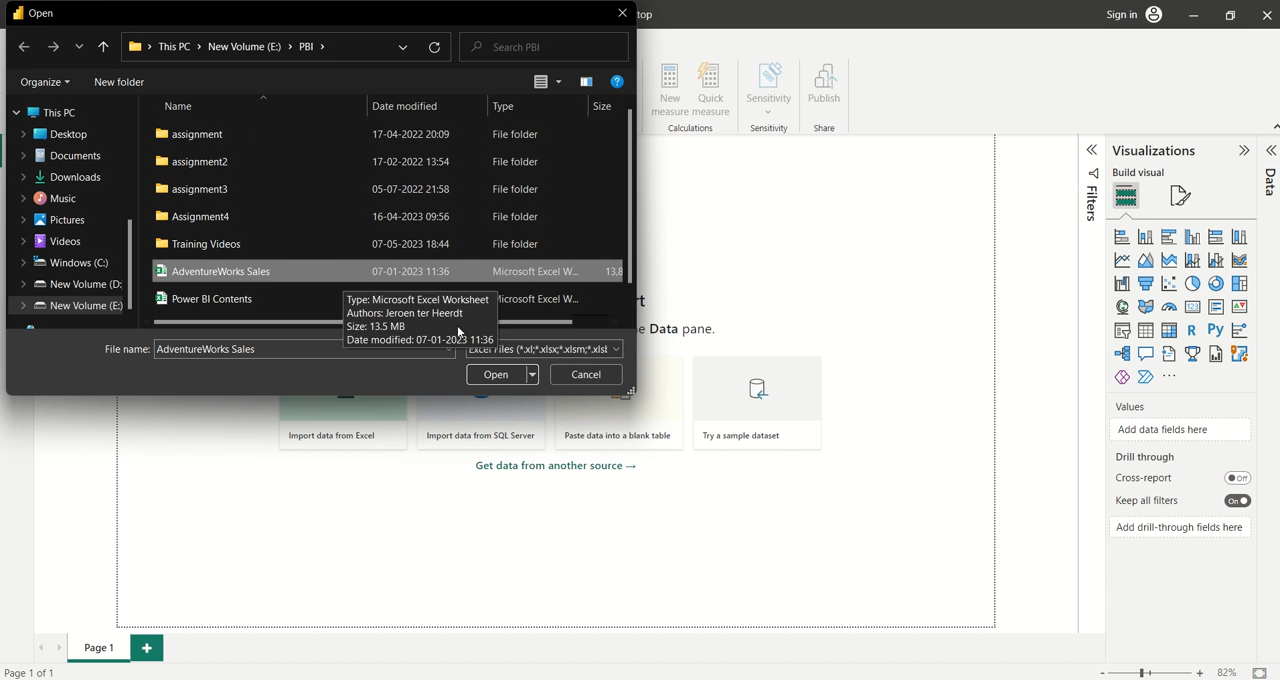 Open
top
Sign in
This PC > New Volume (E:) > PBI >
Search PBI
Organize
New folder
Name
Date modified
Type
Size
This PC
Desktop
Documents
Downloads
Music
Pictures
Videos
Windows (C:)
New Volume (D:
New Volume (E:)
assignment 17-04-2022 20:09 File folder
assignment2 17-02-2022 13:54 File folder
assignment3 05-07-2022 21:58 File folder
Assignment4 16-04-2023 09:56 File folder
Training Videos 07-05-2023 18:44 File folder
AdventureWorks Sales 07-01-2023 11:36 Microsoft Excel W... 13,8
Power BI Contents Microsoft Excel W...
Type: Microsoft Excel Worksheet
Authors: Jeroen ter Heerdt
Size: 13.5 MB
Date modified: 07-01-2023 11:36
File name: AdventureWorks Sales
Excel Files (*.xl;*.xlsx;*.xlsm;*.xlsb
Open
Cancel
New measure
Quick measure
Calculations
Sensitivity
Sensitivity
Publish
Share
Data pane.
Import data from Excel
Import data from SQL Server
Paste data into a blank table
Try a sample dataset
Get data from another source →
Filters
Visualizations
Build visual
R
Py
123
Values
Add data fields here
Drill through
Cross-report
Off
Keep all filters
On
Add drill-through fields here
Data
Page 1
Page 1 of 1
82%